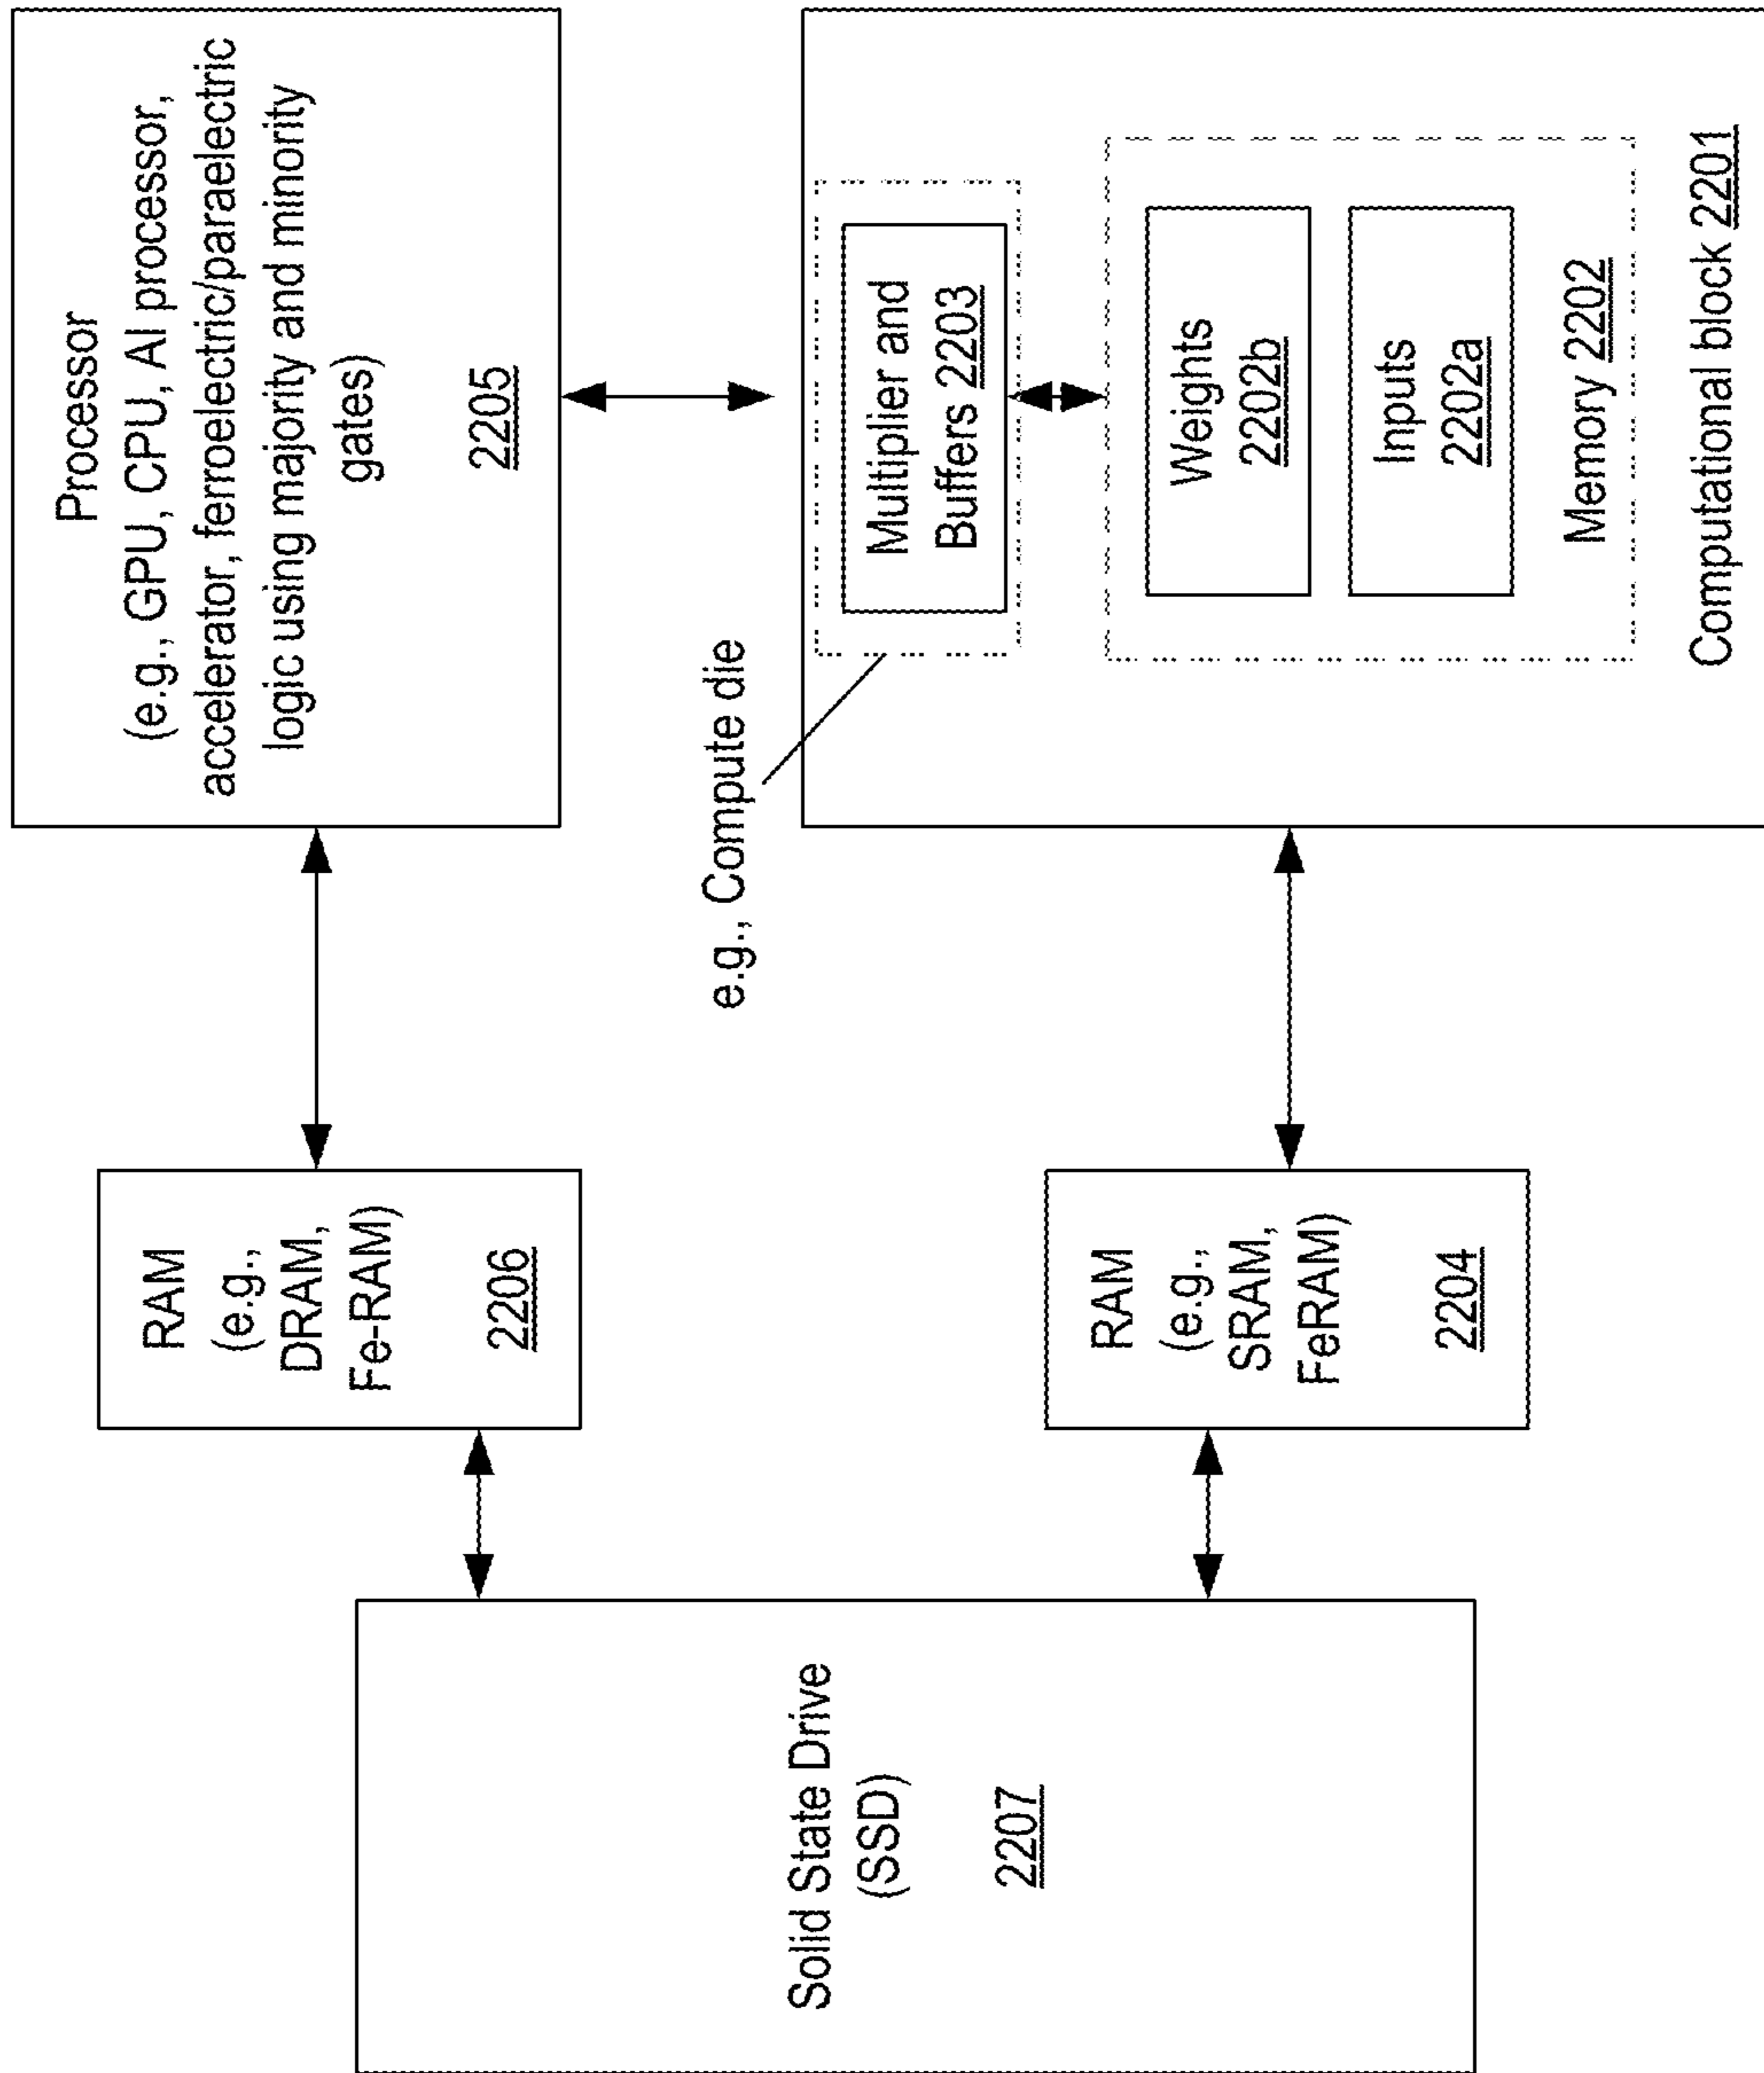 Solid State Drive
(SSD)
2207
RAM
(e.g.,
DRAM,
Fe-RAM)
2206
Processor
(e.g., GPU, CPU, AI processor,
accelerator, ferroelectric/paraelectric
logic using majority and minority
gates)
2205
RAM
(e.g.,
SRAM,
FeRAM)
2204
e.g., Compute die
Multiplier and
Buffers 2203
Weights
2202b
Inputs
2202a
Memory 2202
Computational block 2201